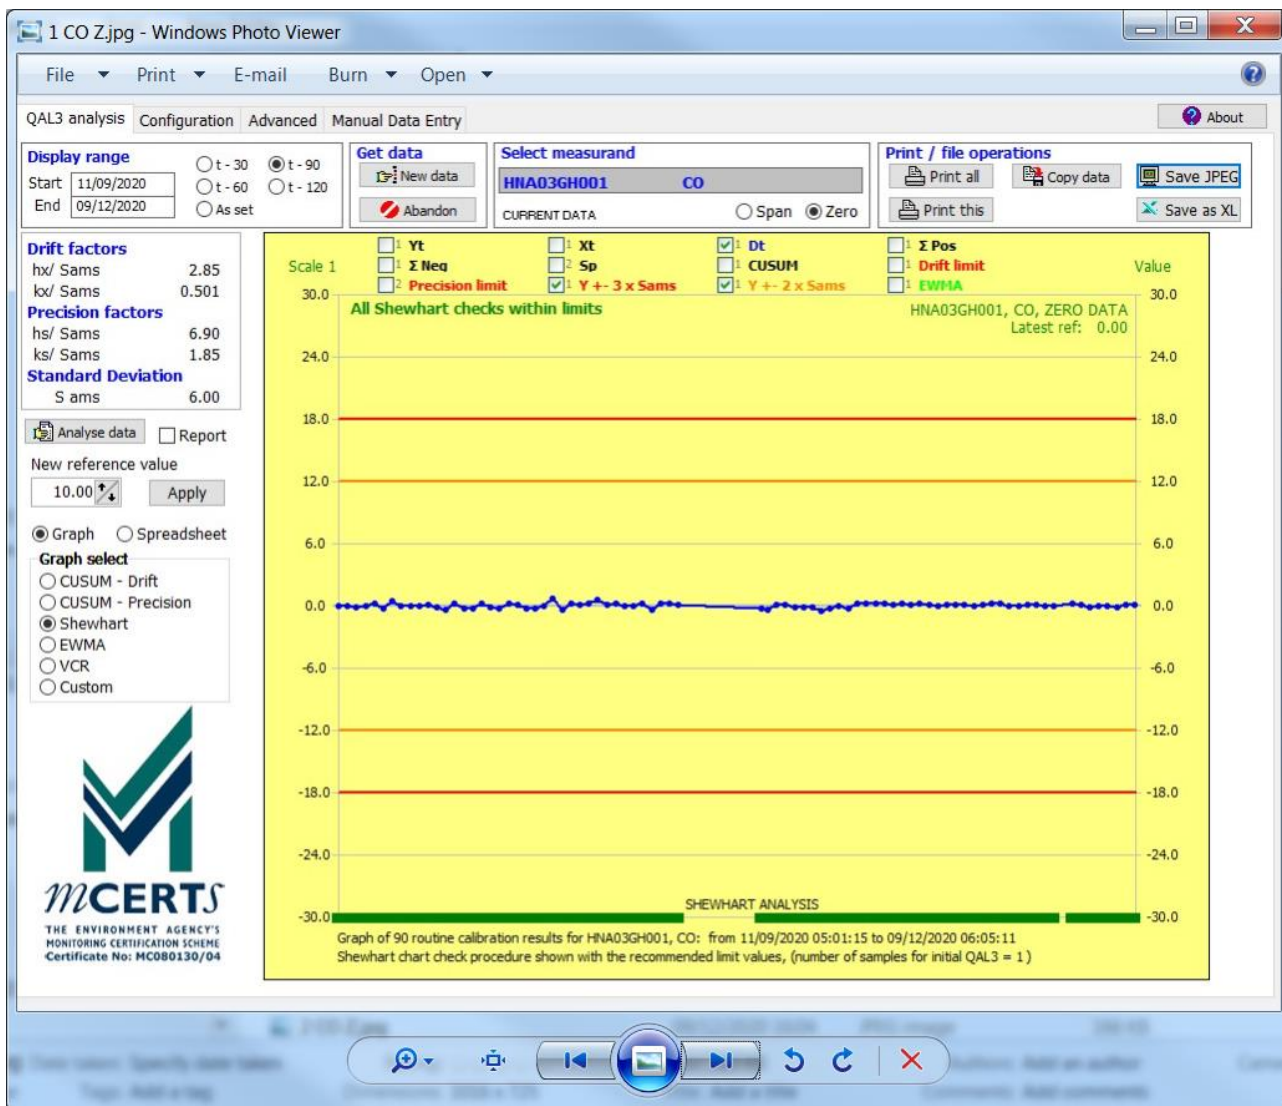 1 CO Z.jpg - Windows Photo Viewer
File Print E-mail Burn Open
QAL3 analysis Configuration Advanced Manual Data Entry About
Display range
Start 11/09/2020
End 09/12/2020
t - 30 t - 90
t - 60 t - 120
As set
Get data
New data
Abandon
Select measurand
HNA03GH001 CO
CURRENT DATA Span Zero
Print / file operations
Print all Copy data Save JPEG
Print this Save as XL
Drift factors
hx/ Sams 2.85
kx/ Sams 0.501
Precision factors
hs/ Sams 6.90
ks/ Sams 1.85
Standard Deviation
S ams 6.00
Analyse data Report
New reference value
10.00 Apply
Graph Spreadsheet
Graph select
CUSUM - Drift
CUSUM - Precision
Shewhart
EWMA
VCR
Custom
mCERTS
THE ENVIRONMENT AGENCY'S
MONITORING CERTIFICATION SCHEME
Certificate No: MC080130/04
1 Yt 1 Xt 1 Dt 1 Σ Pos
Scale 1 1 Σ Neg 2 Sp 1 CUSUM 1 Drift limit Value
2 Precision limit 1 Y +- 3 x Sams 1 Y +- 2 x Sams 1 EWMA
30.0 30.0
All Shewhart checks within limits HNA03GH001, CO, ZERO DATA
Latest ref: 0.00
24.0 24.0
18.0 18.0
12.0 12.0
6.0 6.0
0.0 0.0
-6.0 -6.0
-12.0 -12.0
-18.0 -18.0
-24.0 -24.0
SHEWHART ANALYSIS
-30.0 -30.0
Graph of 90 routine calibration results for HNA03GH001, CO: from 11/09/2020 05:01:15 to 09/12/2020 06:05:11
Shewhart chart check procedure shown with the recommended limit values, (number of samples for initial QAL3 = 1 )